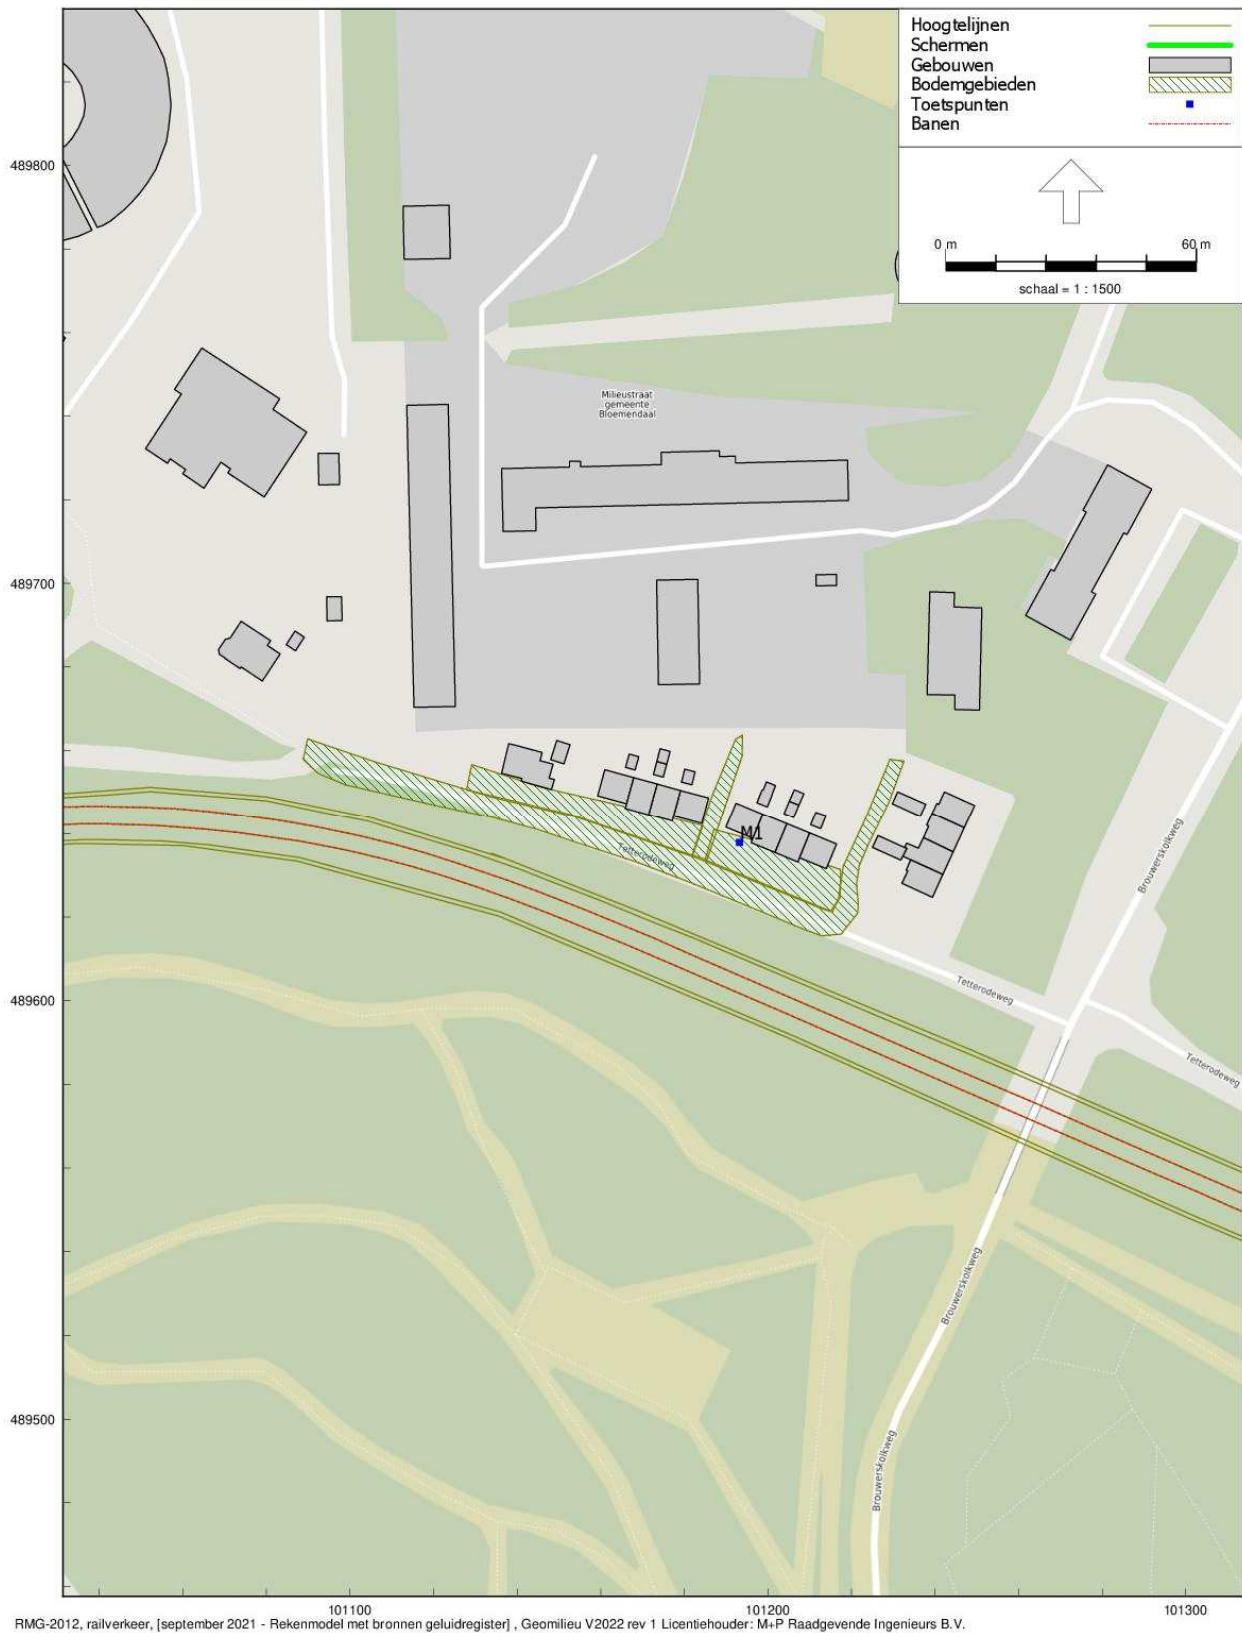 Hoogtelijnen
Schermen
Gebouwen
Bodemgebieden
Toetspunten
Banen
0 m
60 m
schaal = 1 : 1500
489800
Milieustraat
gemeente
Bloemendaal
489700
M1
Tetterodeweg
Brouwerskolkweg
Tetterodeweg
489600
Tetterodeweg
Brouwerskolkweg
489500
Brouwerskolkweg
101100
101200
101300
RMG-2012, railverkeer, [september 2021 - Rekenmodel met bronnen geluidregister] , Geomilieu V2022 rev 1 Licentiehouder: M+P Raadgevende Ingenieurs B.V.